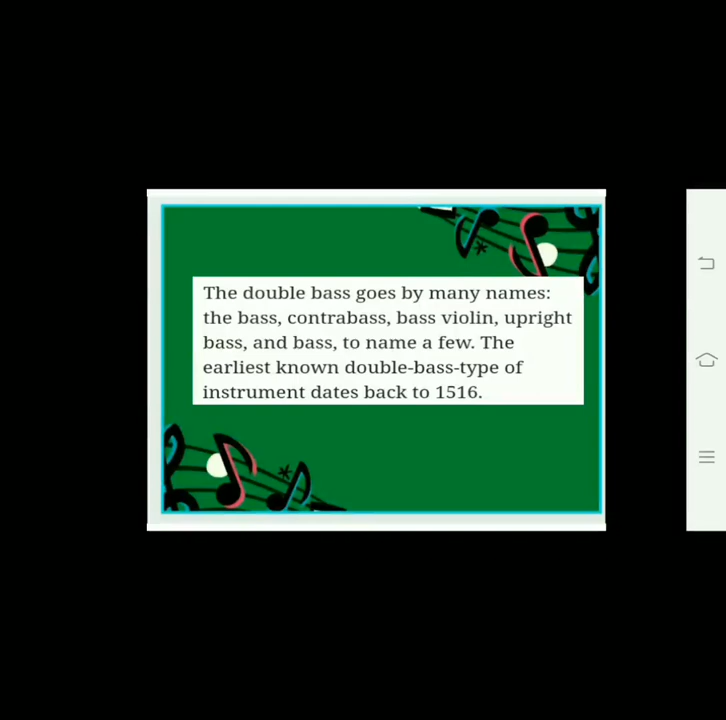 The double bass goes by many names:
the bass, contrabass, bass violin, upright
bass, and bass, to name a few. The
earliest known double-bass-type of
instrument dates back to 1516.